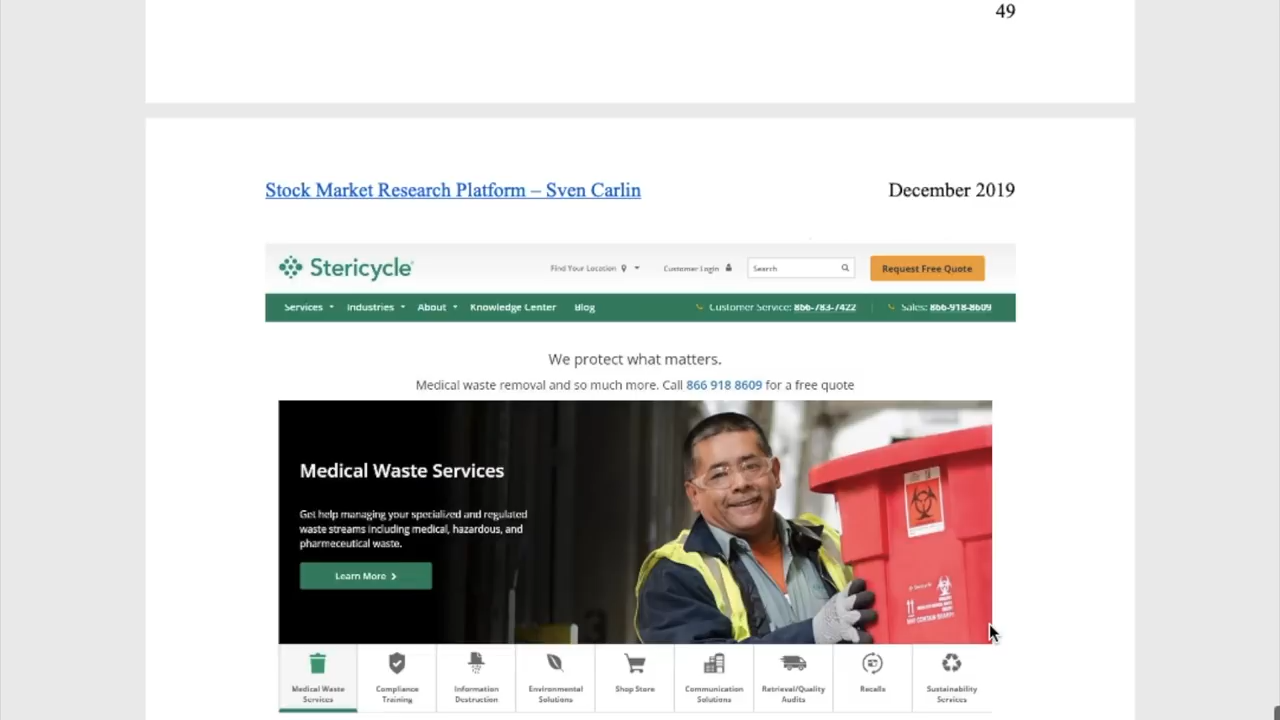 49
Stock Market Research Platform – Sven Carlin
December 2019
Stericycle
Find Your Location
Customer Login
Search
Request Free Quote
Services
Industries
About
Knowledge Center
Blog
Customer Service: 866-783-7422
Sales: 866-918-8609
We protect what matters.
Medical waste removal and so much more. Call 866 918 8609 for a free quote
Medical Waste Services
Get help managing your specialized and regulated
waste streams including medical, hazardous, and
pharmeceutical waste.
Learn More
Medical Waste
Services
Compliance
Training
Information
Destruction
Environmental
Solutions
Shop Store
Communication
Solutions
Retrieval/Quality
Audits
Recalls
Sustainability
Services